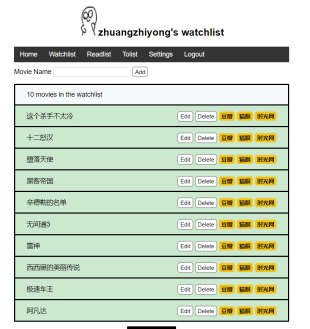 zhuangzhiyong's watchlist
Home Watchlist Readlist Tolist Settings Logout
Movie Name Add
10 movies in the watchlist
这个杀手不太冷 Edit Delete 豆瓣 猫眼 时光网
十二怒汉 Edit Delete 豆瓣 猫眼 时光网
堕落天使 Edit Delete 豆瓣 猫眼 时光网
黑客帝国 Edit Delete 豆瓣 猫眼 时光网
辛德勒的名单 Edit Delete 豆瓣 猫眼 时光网
无间道3 Edit Delete 豆瓣 猫眼 时光网
雷神 Edit Delete 豆瓣 猫眼 时光网
西西里的美丽传说 Edit Delete 豆瓣 猫眼 时光网
极速车王 Edit Delete 豆瓣 猫眼 时光网
阿凡达 Edit Delete 豆瓣 猫眼 时光网